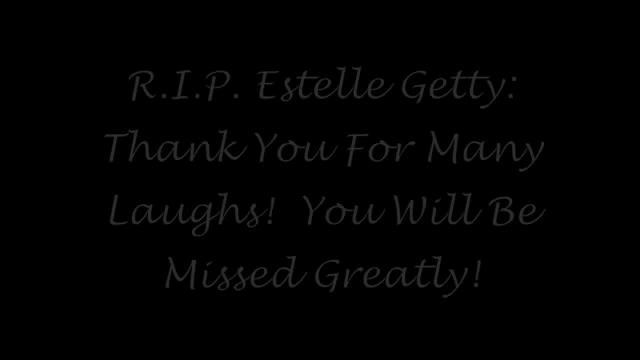 R.I.P. Estelle Getty:
Thank You For Many
Laughs!  You Will Be
Missed Greatly!